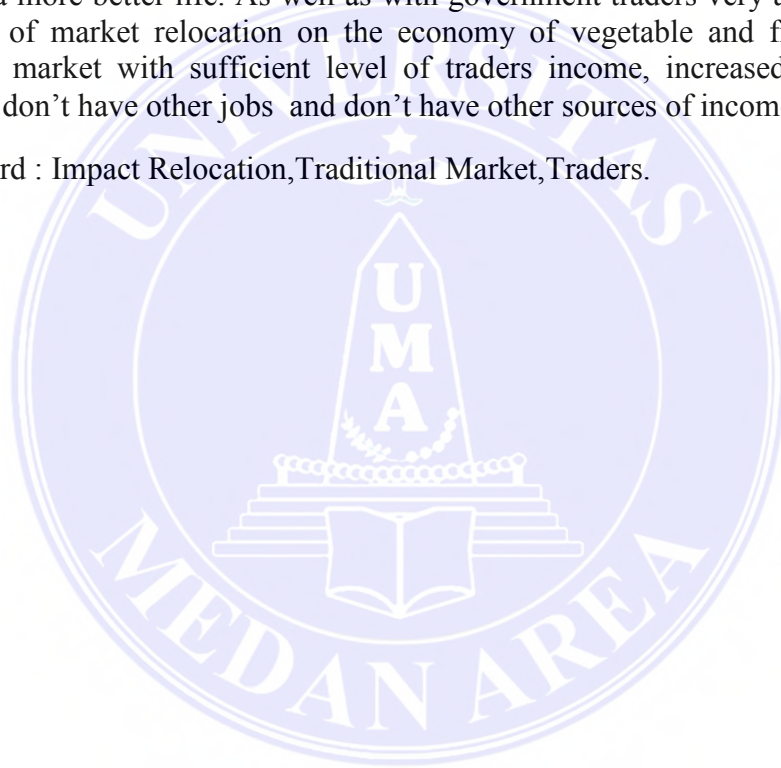 more better life. As well as with government traders very
of market relocation on the economy of vegetable and
market with sufficient level of traders income, increased
don’t have other jobs and don’t have other sources of
: Impact Relocation,Traditional Market,Traders.
UNIVERSITAS
U
M
A
MEDAN AREA